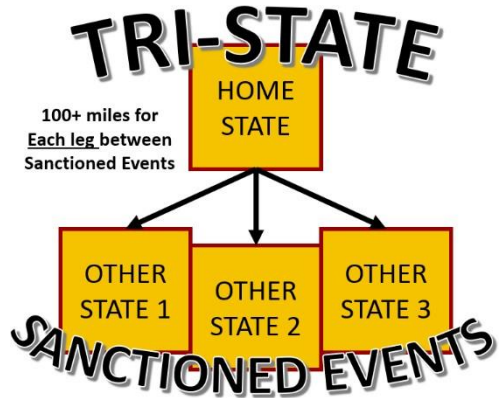 TRI-STATE
HOME
STATE
100+ miles for
Each leg between
Sanctioned Events
OTHER
STATE 1
OTHER
STATE 2
OTHER
STATE 3
SANCTIONED EVENTS